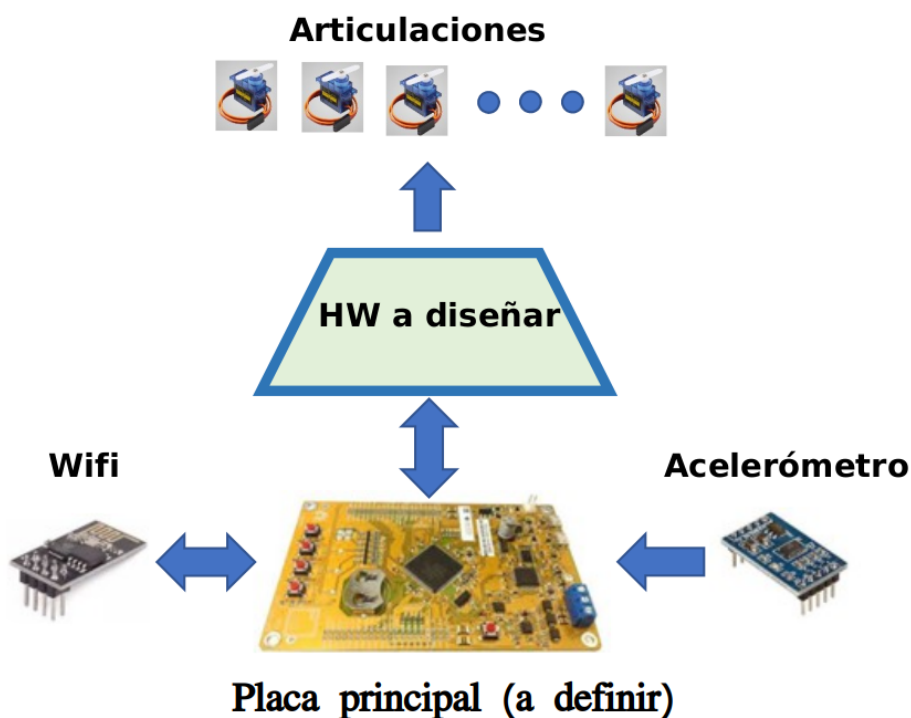 Articulaciones
HW a diseñar
Wifi
Acelerómetro
Placa principal (a definir)